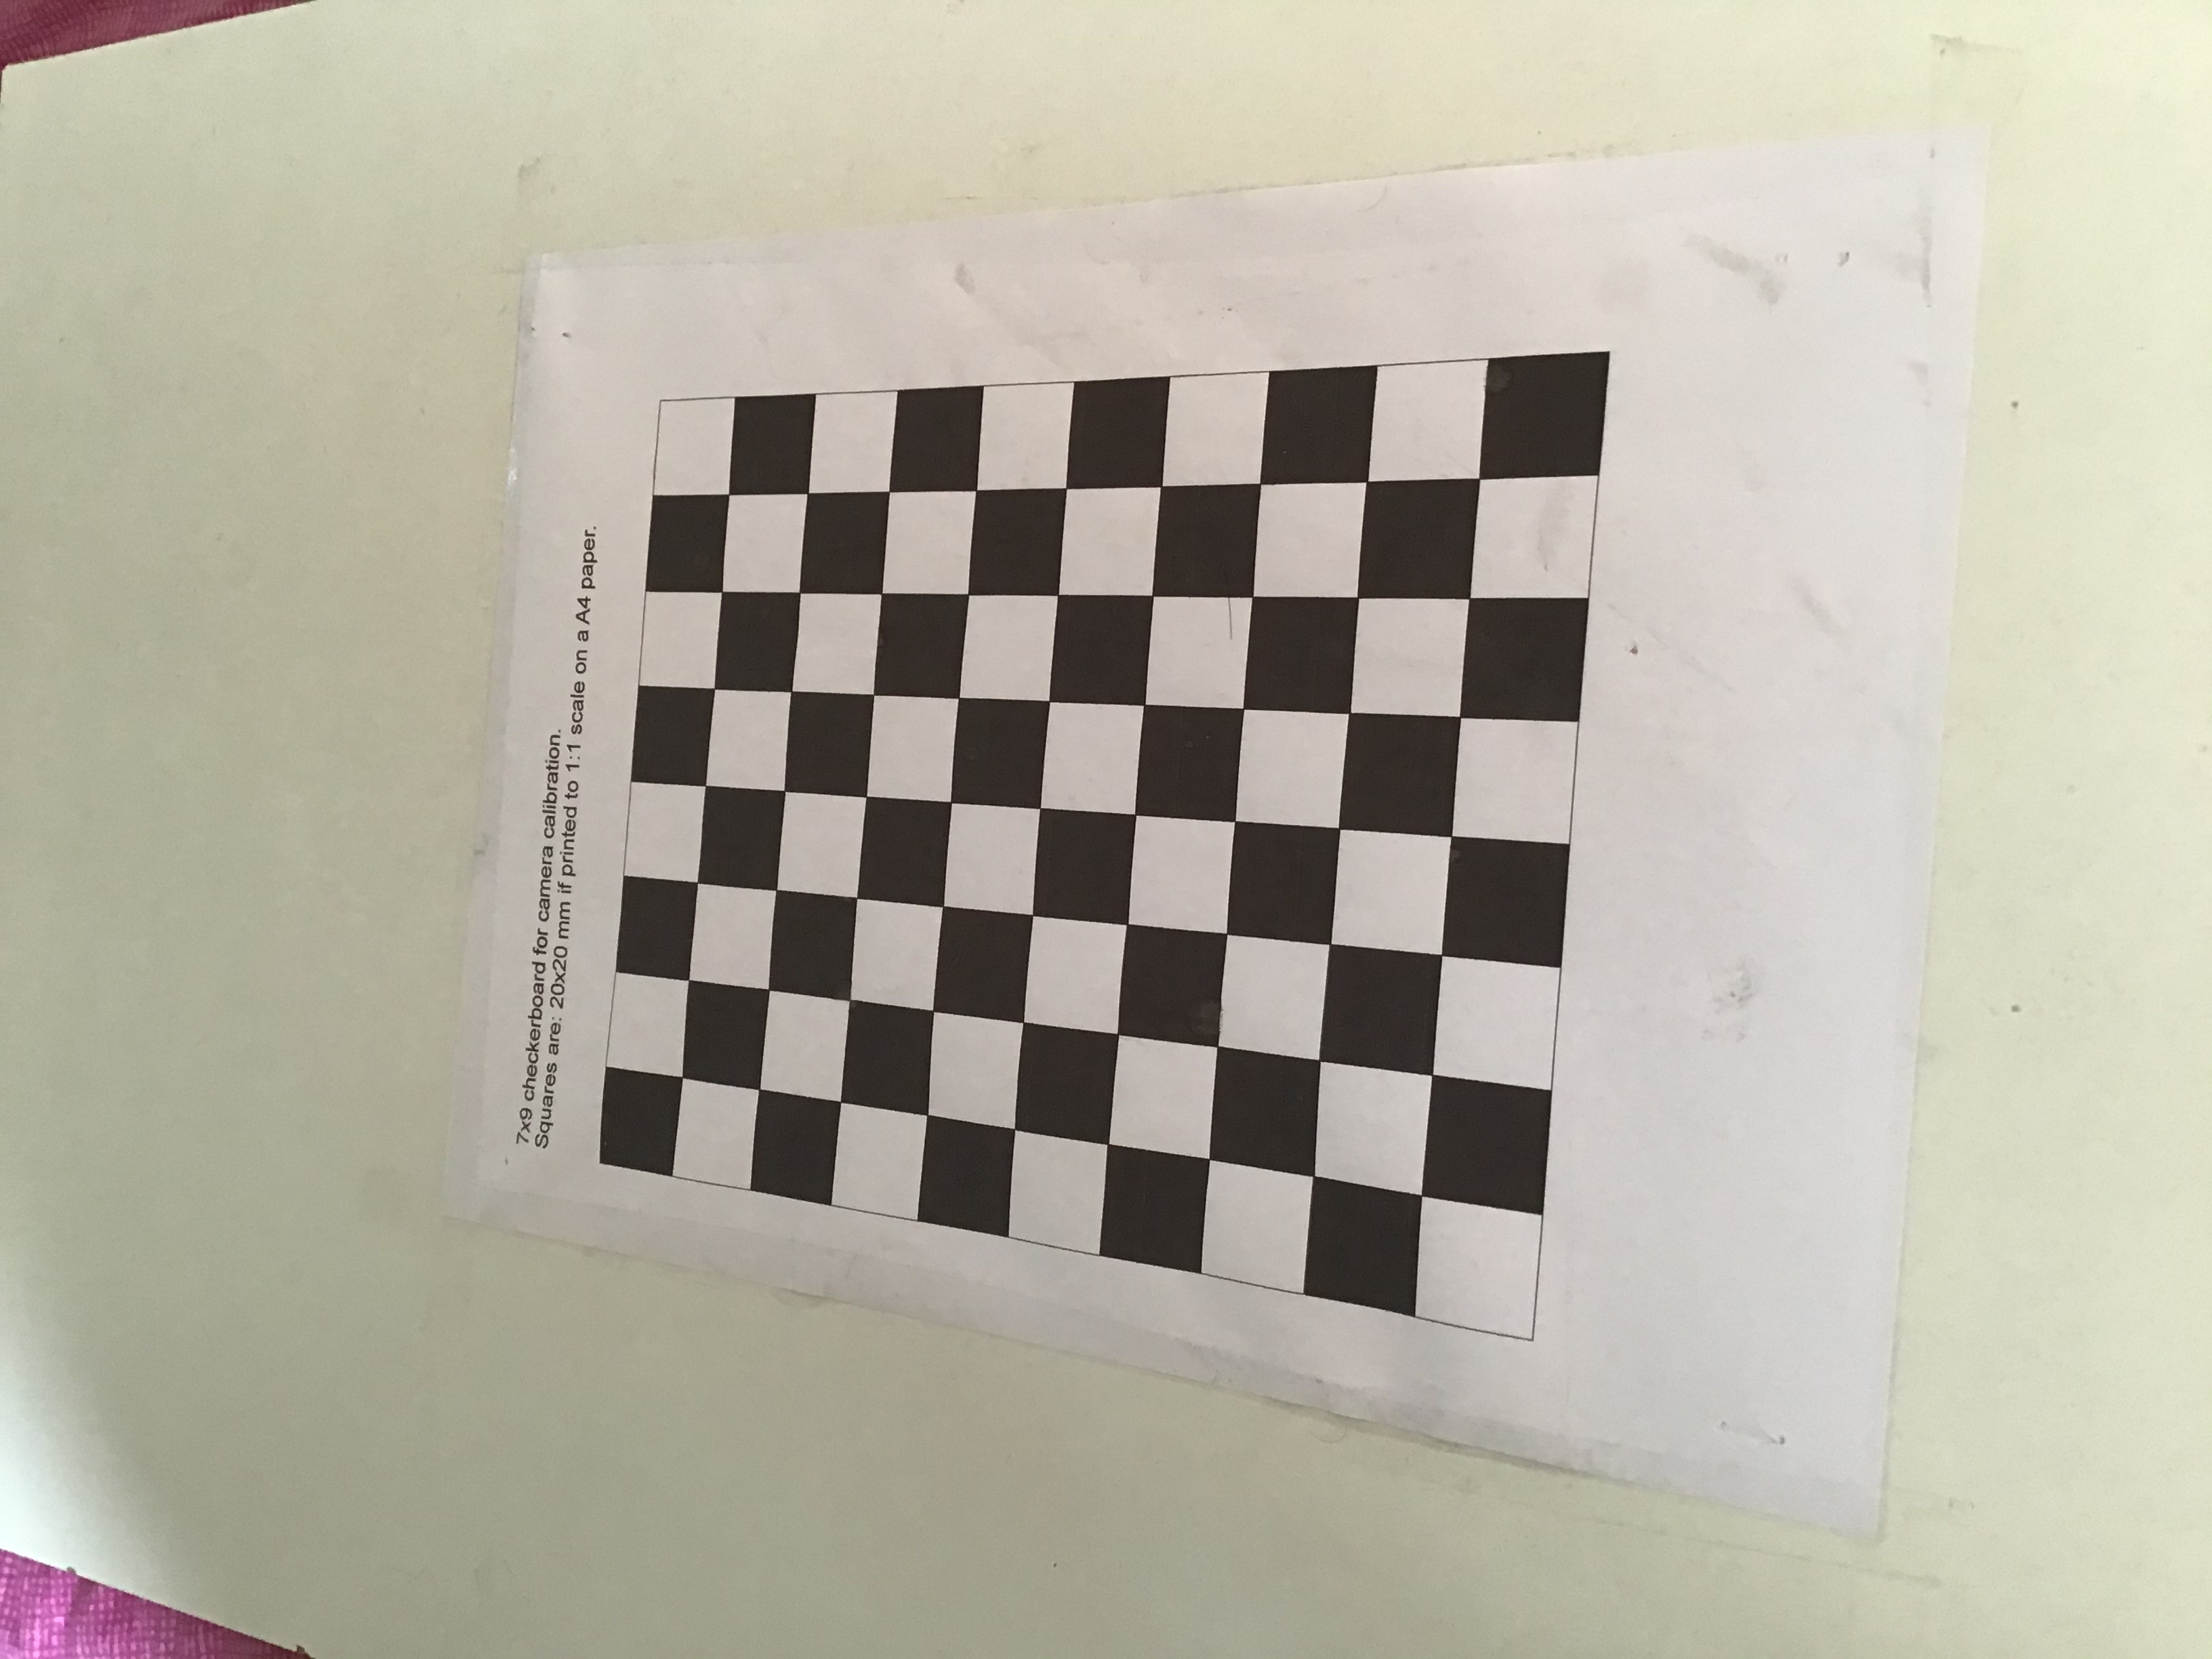 7x9 checkerboard for camera calibration.
Squares are: 20x20 mm if printed to 1:1 scale on a A4 paper.